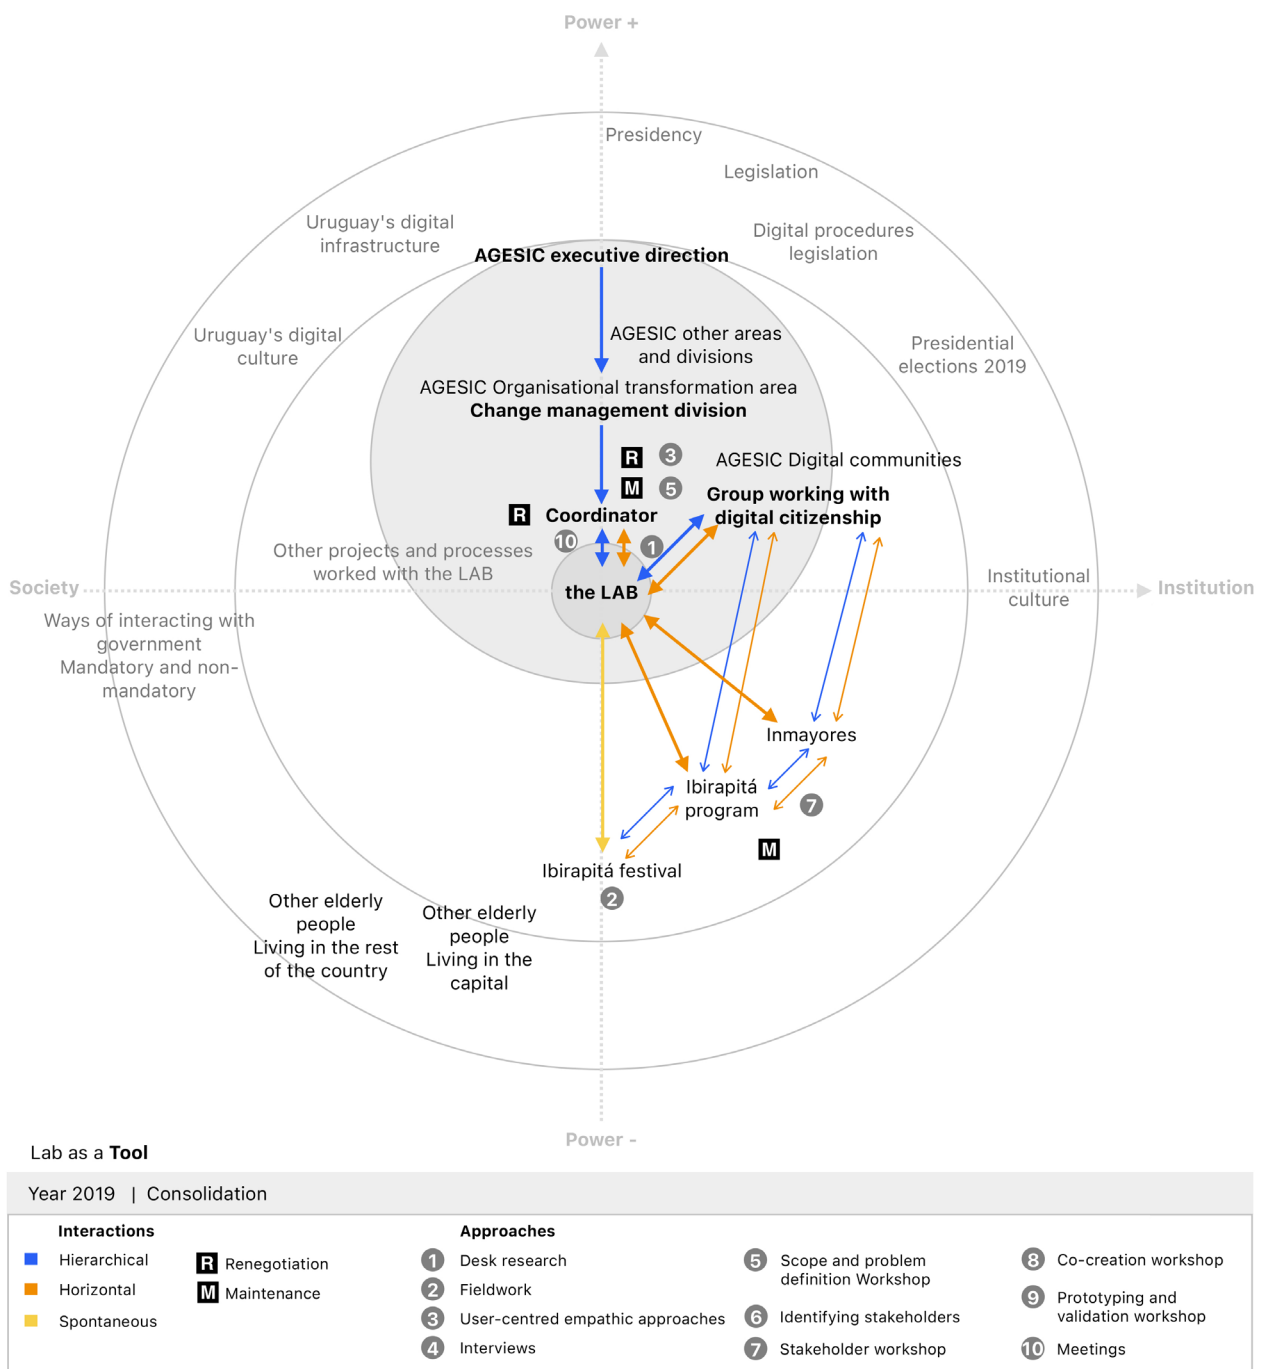 Power +
Presidency
Legislation
Uruguay's digital
infrastructure
Digital procedures
legislation
AGESIC executive direction
Uruguay's digital
culture
AGESIC other areas
and divisions
Presidential
elections 2019
AGESIC Organisational transformation area
Change management division
R 3
M 5
AGESIC Digital communities
Group working with
digital citizenship
R Coordinator
10
1
Other projects and processes
worked with the LAB
the LAB
Society
Institution
Institutional
culture
Ways of interacting with
government
Mandatory and non-
mandatory
Inmayores
Ibirapitá
program
7
M
Ibirapitá festival
2
Other elderly
people
Living in the rest
of the country
Other elderly
people
Living in the
capital
Power -
Lab as a Tool
Year 2019 | Consolidation
Interactions
Hierarchical
Horizontal
Spontaneous
R Renegotiation
M Maintenance
Approaches
1 Desk research
2 Fieldwork
3 User-centred empathic approaches
4 Interviews
5 Scope and problem
definition Workshop
6 Identifying stakeholders
7 Stakeholder workshop
8 Co-creation workshop
9 Prototyping and
validation workshop
10 Meetings